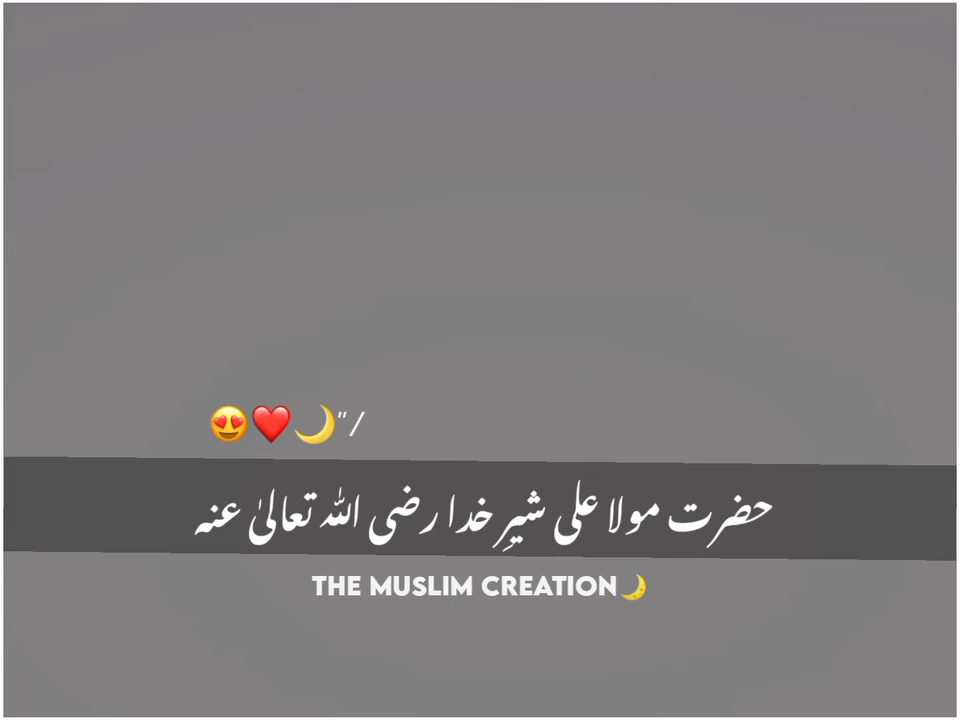 😍❤️🌙"/
حضرت مولا علی شیرِ خدا رضی اللہ تعالیٰ عنہ
THE MUSLIM CREATION🌙